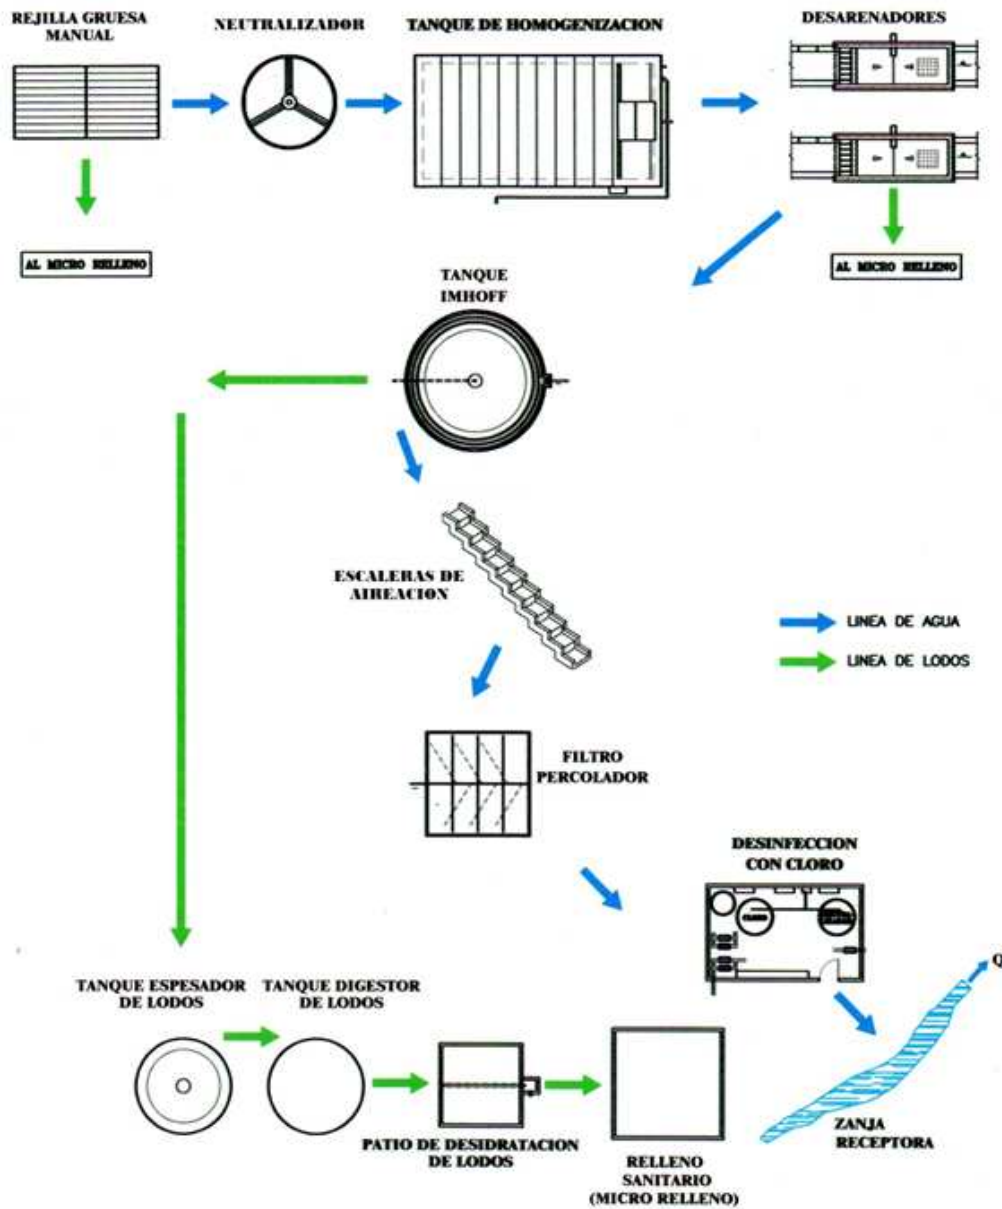 REJILLA GRUESA
MANUAL
NEUTRALIZADOR
TANQUE DE HOMOGENIZACION
DESARENADORES
AL MICRO RELLENO
AL MICRO RELLENO
TANQUE
IMHOFF
ESCALERAS DE
AIREACION
LINEA DE AGUA
LINEA DE LODOS
FILTRO
PERCOLADOR
DESINFECCION
CON CLORO
CLORO
Q
TANQUE ESPESADOR
DE LODOS
TANQUE DIGESTOR
DE LODOS
PATIO DE DESIDRATACION
DE LODOS
RELLENO
SANITARIO
(MICRO RELLENO)
ZANJA
RECEPTORA